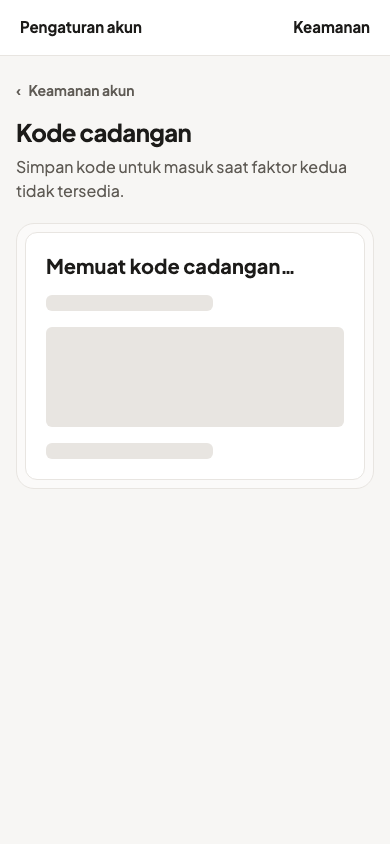 Pengaturan akun
Keamanan
‹ Keamanan akun
Kode cadangan
Simpan kode untuk masuk saat faktor kedua
tidak tersedia.
Memuat kode cadangan…